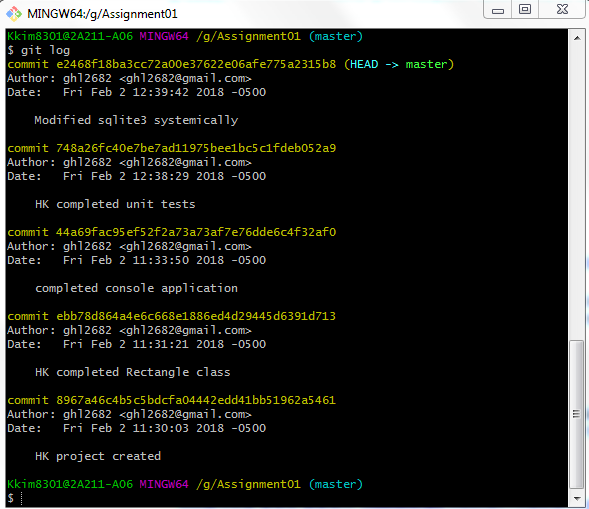 MINGW64:/g/Assignment01
Kkim8301@2A211-A06 MINGW64 /g/Assignment01 (master)
$ git log
commit e2468f18ba3cc72a00e37622e06afe775a2315b8 (HEAD -> master)
Author: ghl2682 <ghl2682@gmail.com>
Date:   Fri Feb 2 12:39:42 2018 -0500
Modified sqlite3 systemically
commit 748a26fc40e7be7ad11975bee1bc5c1fdeb052a9
Author: ghl2682 <ghl2682@gmail.com>
Date:   Fri Feb 2 12:38:29 2018 -0500
HK completed unit tests
commit 44a69fac95ef52f2a73a73af7e76dde6c4f32af0
Author: ghl2682 <ghl2682@gmail.com>
Date:   Fri Feb 2 11:33:50 2018 -0500
completed console application
commit ebb78d864a4e6c668e1886ed4d29445d6391d713
Author: ghl2682 <ghl2682@gmail.com>
Date:   Fri Feb 2 11:31:21 2018 -0500
HK completed Rectangle class
commit 8967a46c4b5c5bdcfa04442edd41bb51962a5461
Author: ghl2682 <ghl2682@gmail.com>
Date:   Fri Feb 2 11:30:03 2018 -0500
HK project created
Kkim8301@2A211-A06 MINGW64 /g/Assignment01 (master)
$